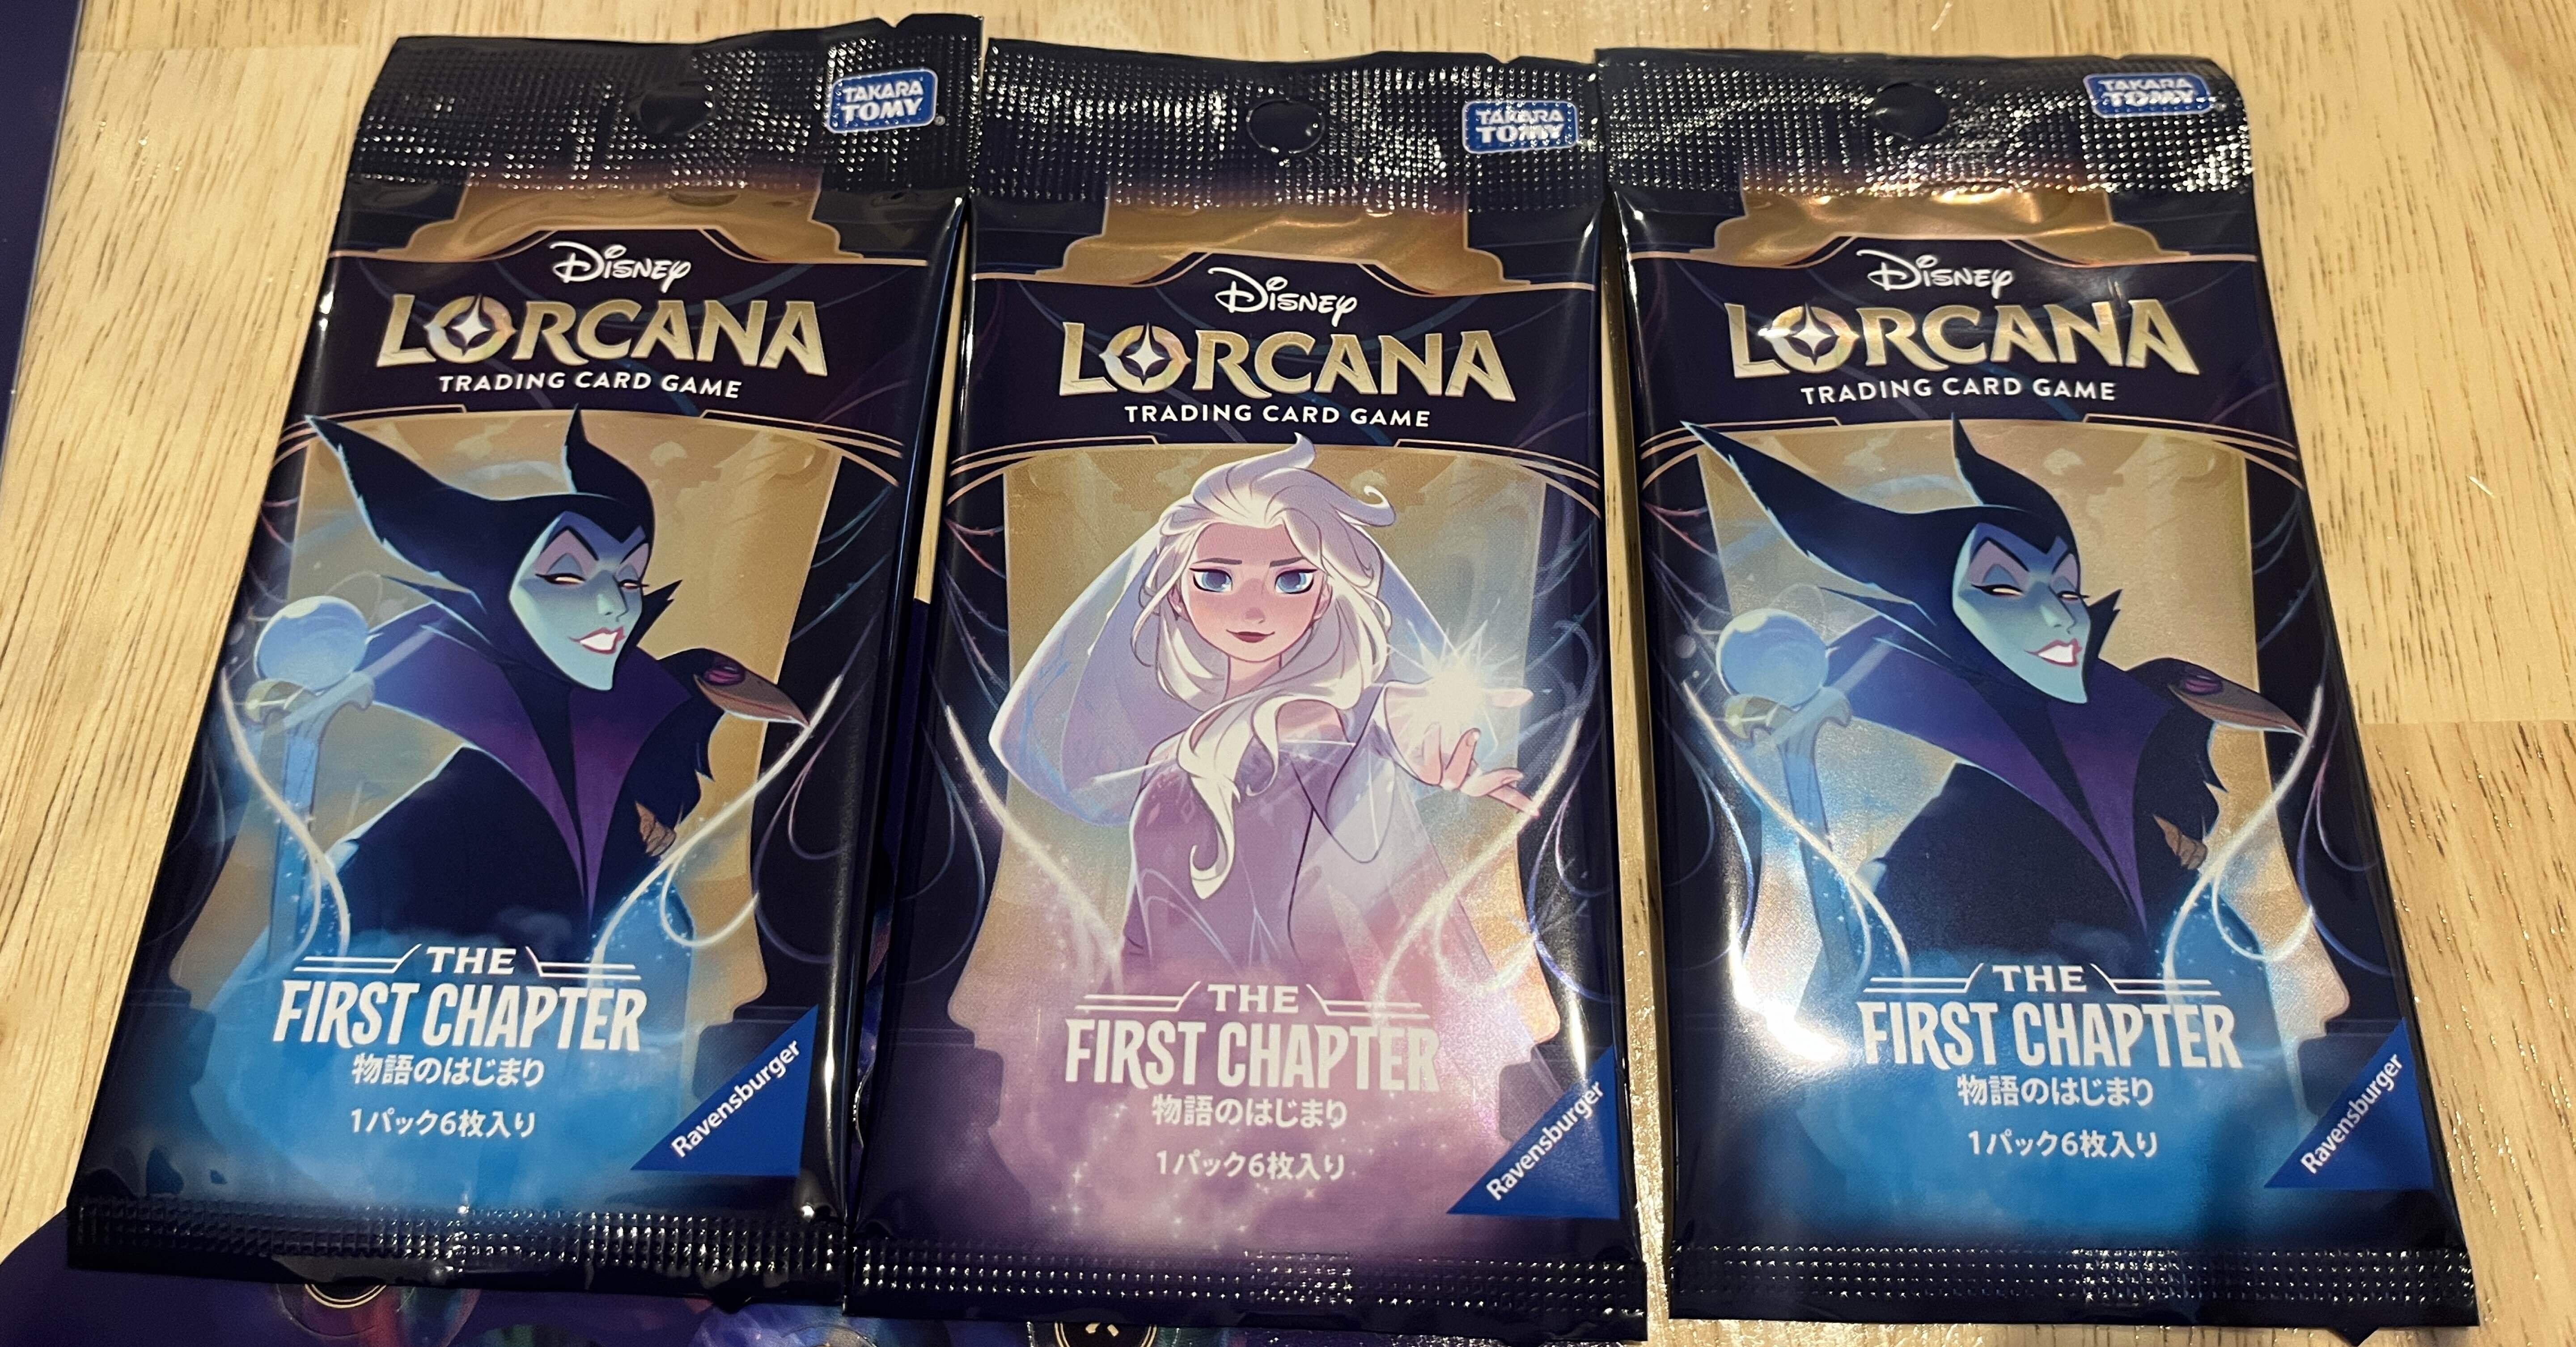 TAKARA
TOMY
Disney
LORCANA
TRADING CARD GAME
THE
FIRST CHAPTER
物語のはじまり
1パック6枚入り
Ravensburger
TAKARA
TOMY
Disney
LORCANA
TRADING CARD GAME
THE
FIRST CHAPTER
物語のはじまり
1パック6枚入り
Ravensburger
TAKARA
TOMY
Disney
LORCANA
TRADING CARD GAME
THE
FIRST CHAPTER
物語のはじまり
1パック6枚入り
Ravensburger